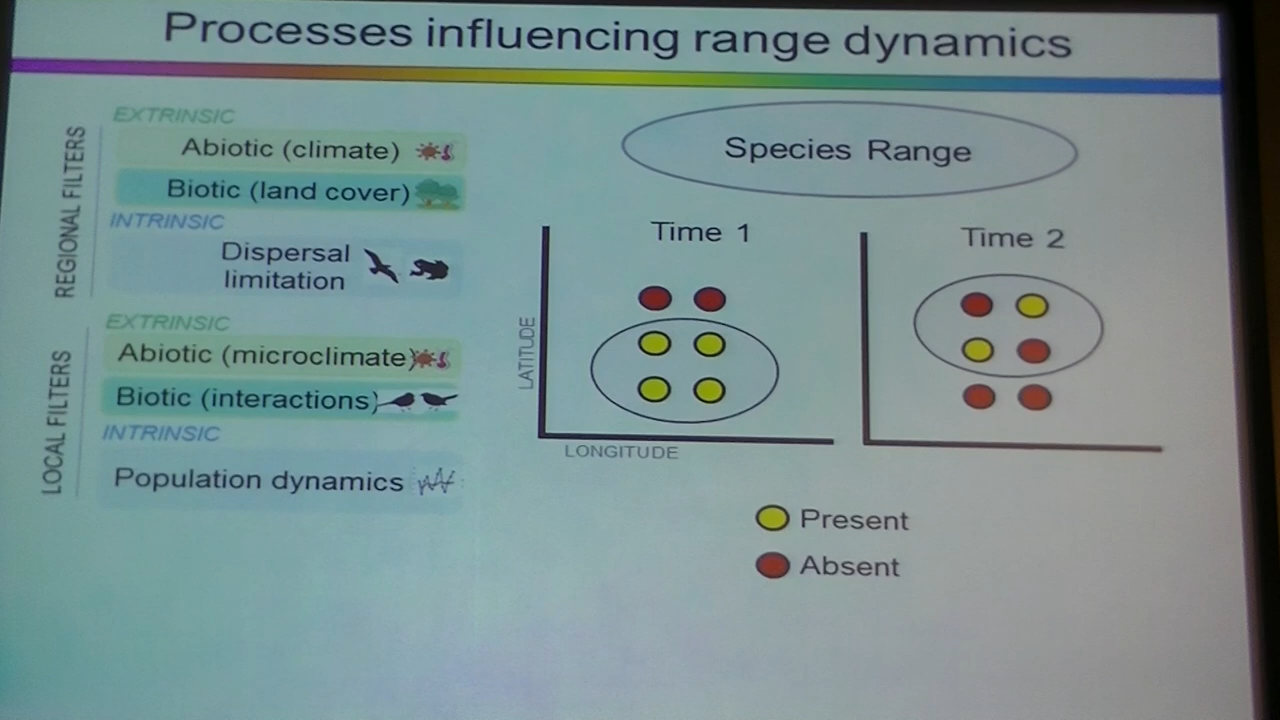 Processes influencing range dynamics
REGIONAL FILTERS
EXTRINSIC
Abiotic (climate)
Biotic (land cover)
INTRINSIC
Dispersal
limitation
LOCAL FILTERS
EXTRINSIC
Abiotic (microclimate)
Biotic (interactions)
INTRINSIC
Population dynamics
Species Range
Time 1
Time 2
LATITUDE
LONGITUDE
Present
Absent